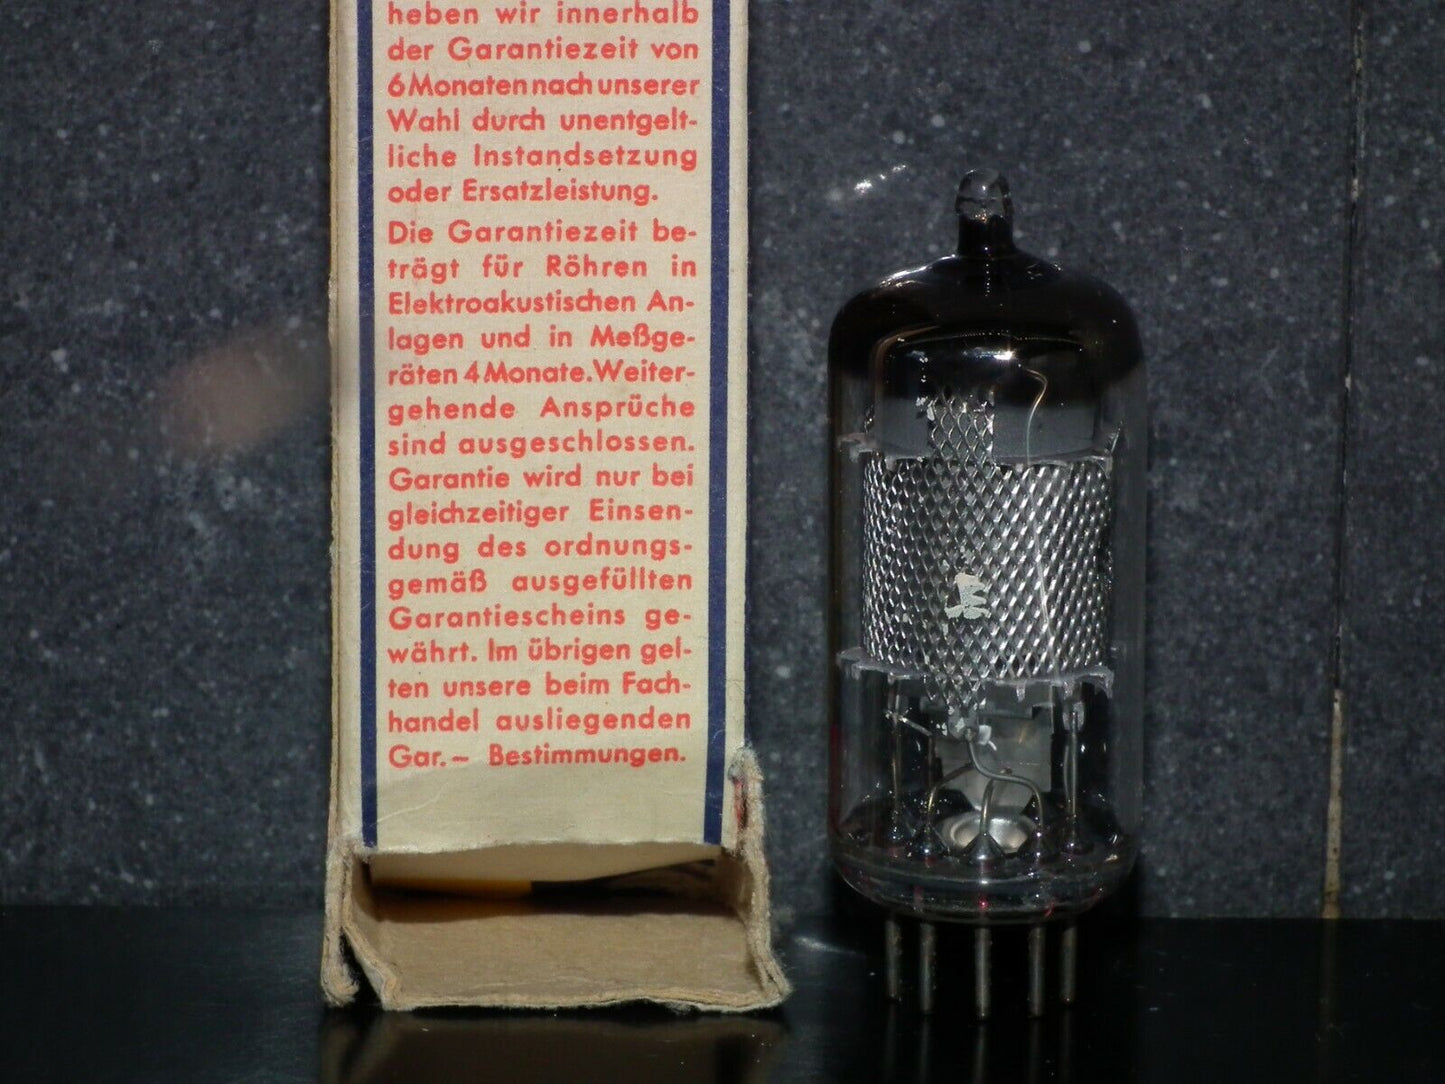 heben wir innerhalb
der Garantiezeit von
6 Monaten nach unserer
Wahl durch unentgelt-
liche Instandsetzung
oder Ersatzleistung.
Die Garantiezeit be-
trägt für Röhren in
Elektroakustischen An-
lagen und in Meßge-
räten 4 Monate. Weiter-
gehende Ansprüche
sind ausgeschlossen.
Garantie wird nur bei
gleichzeitiger Einsen-
dung des ordnungs-
gemäß ausgefüllten
Garantiescheins ge-
währt. Im übrigen gel-
ten unsere beim Fach-
handel ausliegenden
Gar.– Bestimmungen.